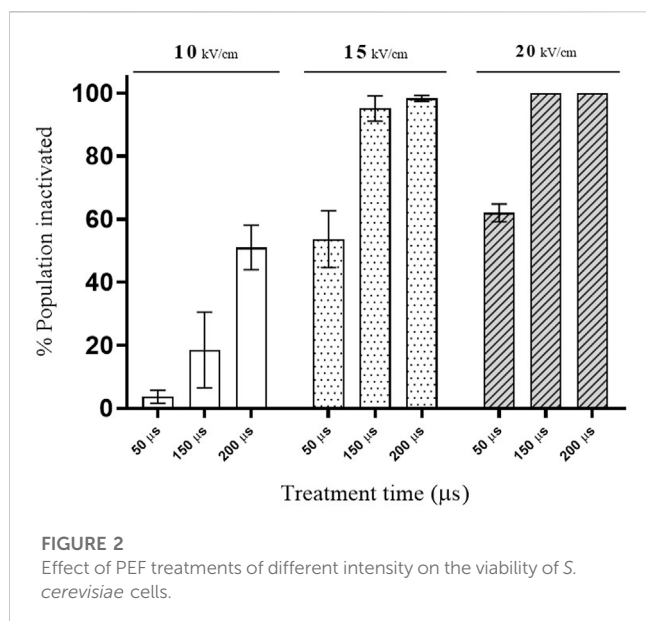 10 kV/cm 15 kV/cm 20 kV/cm
100
80
60
40
20
0
% Population inactivated
50 µs 150 µs 200 µs 50 µs 150 µs 200 µs 50 µs 150 µs 200 µs
Treatment time (µs)
FIGURE 2
Effect of PEF treatments of different intensity on the viability of S.
cerevisiae cells.